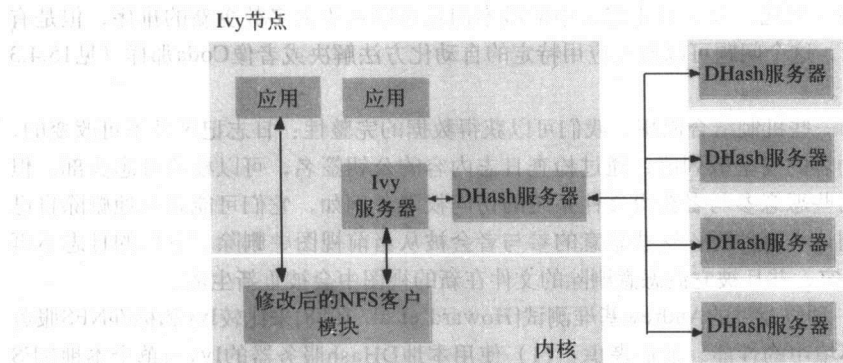 Ivy节点
应用
应用
Ivy
服务器
DHash服务器
修改后的NFS客户
模块
内核
DHash服务器
DHash服务器
DHash服务器
DHash服务器